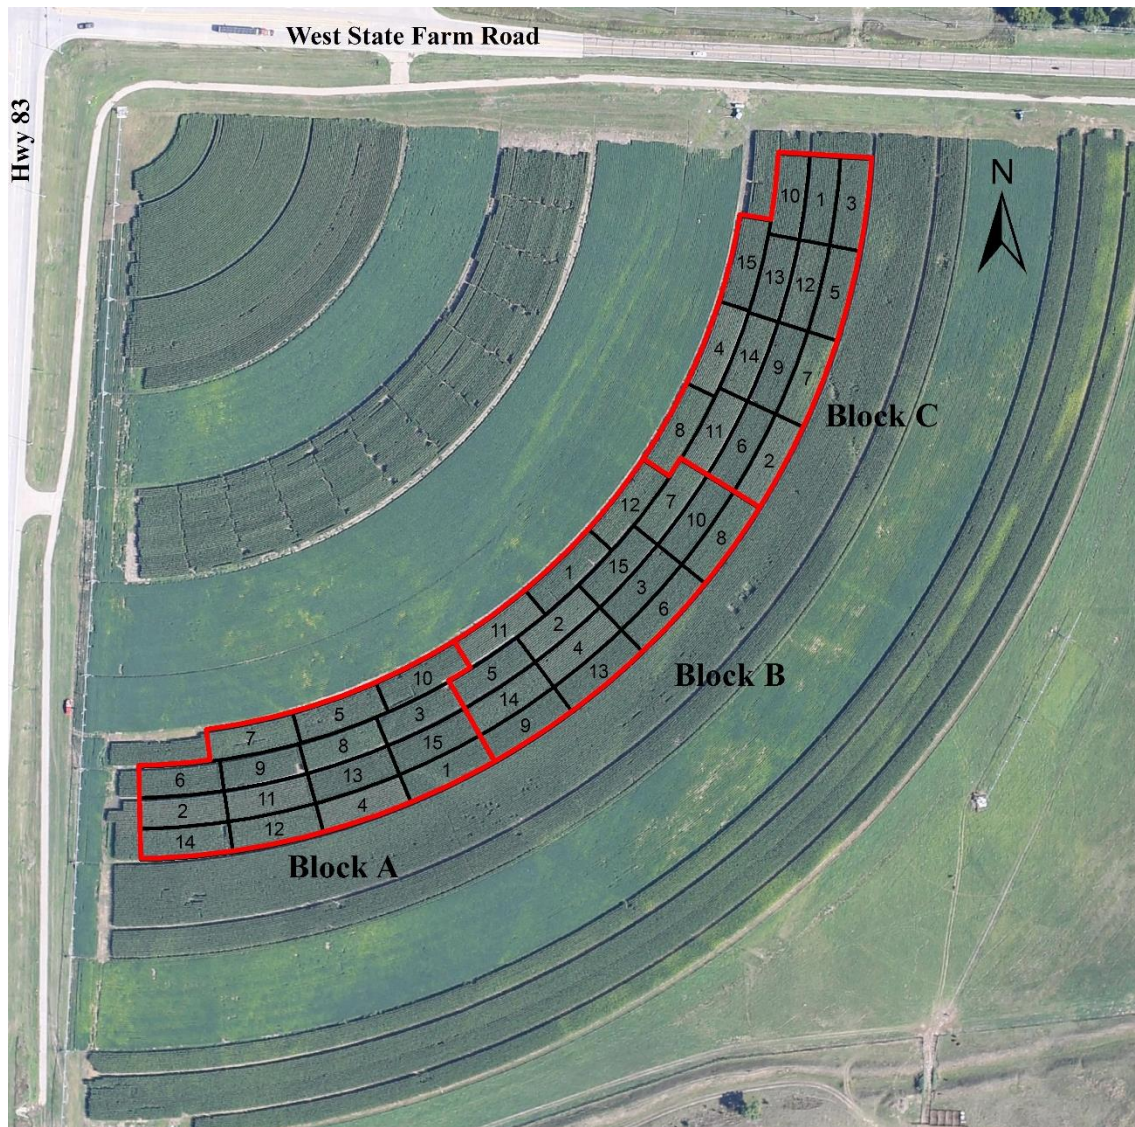 West State Farm Road
Hwy 83
N
10 1 3
15 13 12 5
4 14 9 7
Block C
8 11 6 2
12 7 10 8
1 15 3 6
11 2 4 13
Block B
5 14 9
10
7 5 3
6 9 8 15
2 11 13 1
14 12 4
Block A